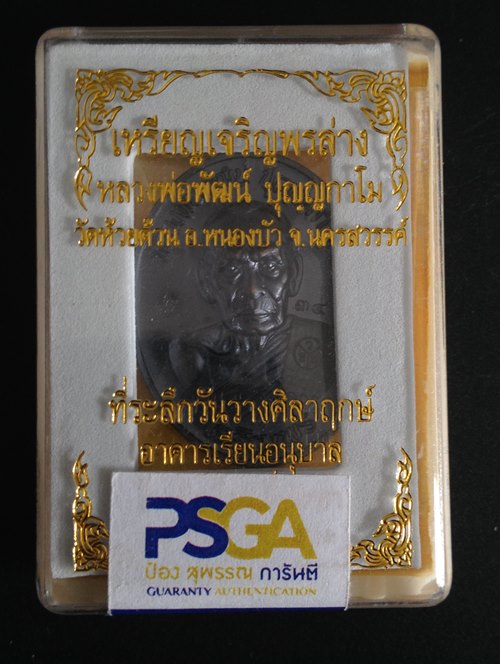 เหรียญเจริญพรล่าง
หลวงพ่อพัฒน์ ปุญญกาโม
วัดห้วยด้วน อ.หนองบัว จ.นครสวรรค์
๓๔
ที่ระลึกวันวางศิลาฤกษ์
อาคารเรียนอนุบาล
PSGA
ป๋อง สุพรรณ การันตี
GUARANTY AUTHENTICATION